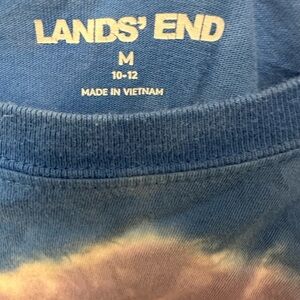 LANDS' END
M
10-12
MADE IN VIETNAM